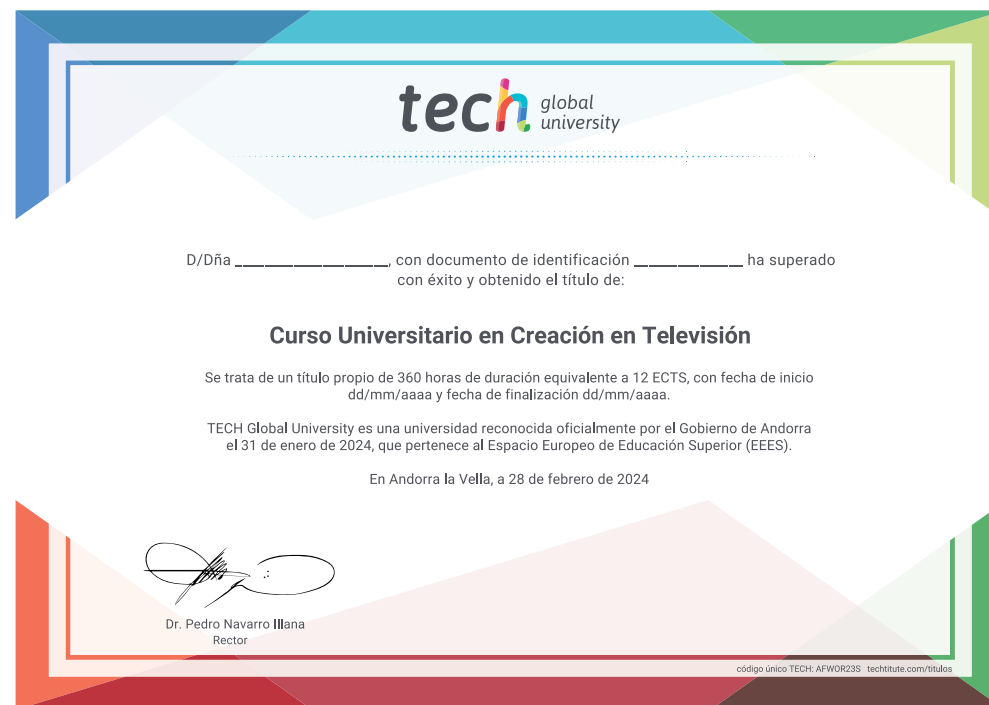 tech global
university
D/Dña ____________________, con documento de identificación ______________ ha superado
con éxito y obtenido el título de:
Curso Universitario en Creación en Televisión
Se trata de un título propio de 360 horas de duración equivalente a 12 ECTS, con fecha de inicio
dd/mm/aaaa y fecha de finalización dd/mm/aaaa.
TECH Global University es una universidad reconocida oficialmente por el Gobierno de Andorra
el 31 de enero de 2024, que pertenece al Espacio Europeo de Educación Superior (EEES).
En Andorra la Vella, a 28 de febrero de 2024
Dr. Pedro Navarro Illana
Rector
código único TECH: AFWOR23S techtitute.com/titulos